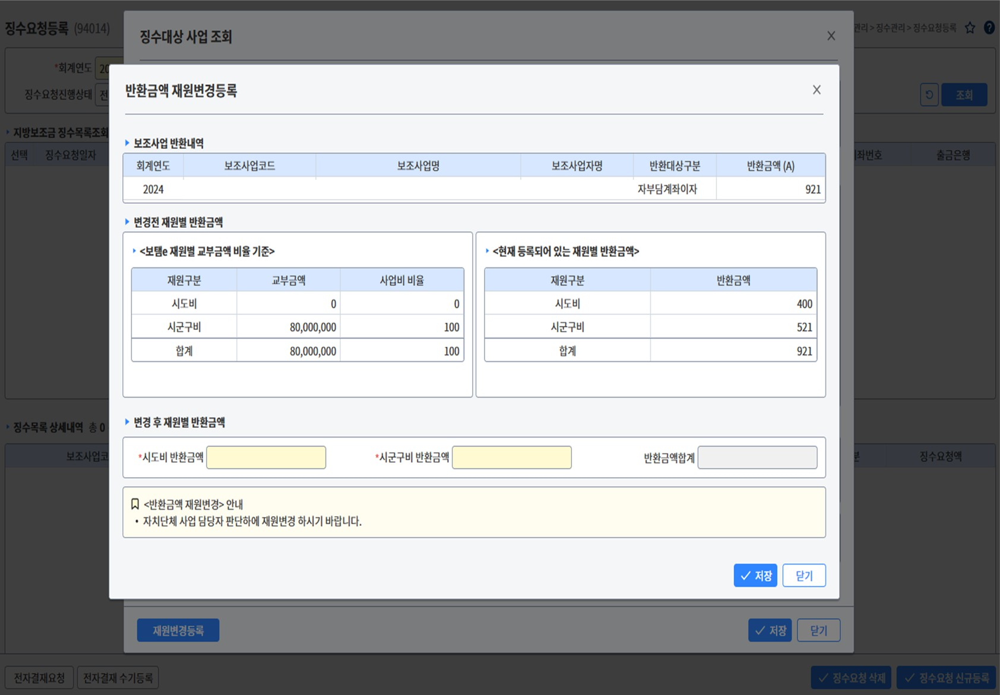 징수요청등록 (94014)
관리 > 징수관리 > 징수요청등록
*회계연도 20
징수요청진행상태 전
조회
지방보조금 징수목록조회
선택 징수요청일자 좌번호 출금은행
징수목록 상세내역 총 0
보조사업코 징수요청액
징수대상 사업 조회
반환금액 재원변경등록
보조사업 반환내역
회계연도 보조사업코드 보조사업명 보조사업자명 반환대상구분 반환금액 (A)
2024 자부담계좌이자 921
변경전 재원별 반환금액
<보탬e 재원별 교부금액 비율 기준>
재원구분 교부금액 사업비 비율
시도비 0 0
시군구비 80,000,000 100
합계 80,000,000 100
<현재 등록되어 있는 재원별 반환금액>
재원구분 반환금액
시도비 400
시군구비 521
합계 921
변경 후 재원별 반환금액
*시도비 반환금액 *시군구비 반환금액 반환금액합계
<반환금액 재원변경> 안내
• 자치단체 사업 담당자 판단하에 재원변경 하시기 바랍니다.
저장 닫기
재원변경등록 저장 닫기
전자결재요청 전자결재 수기등록 징수요청 삭제 징수요청 신규등록